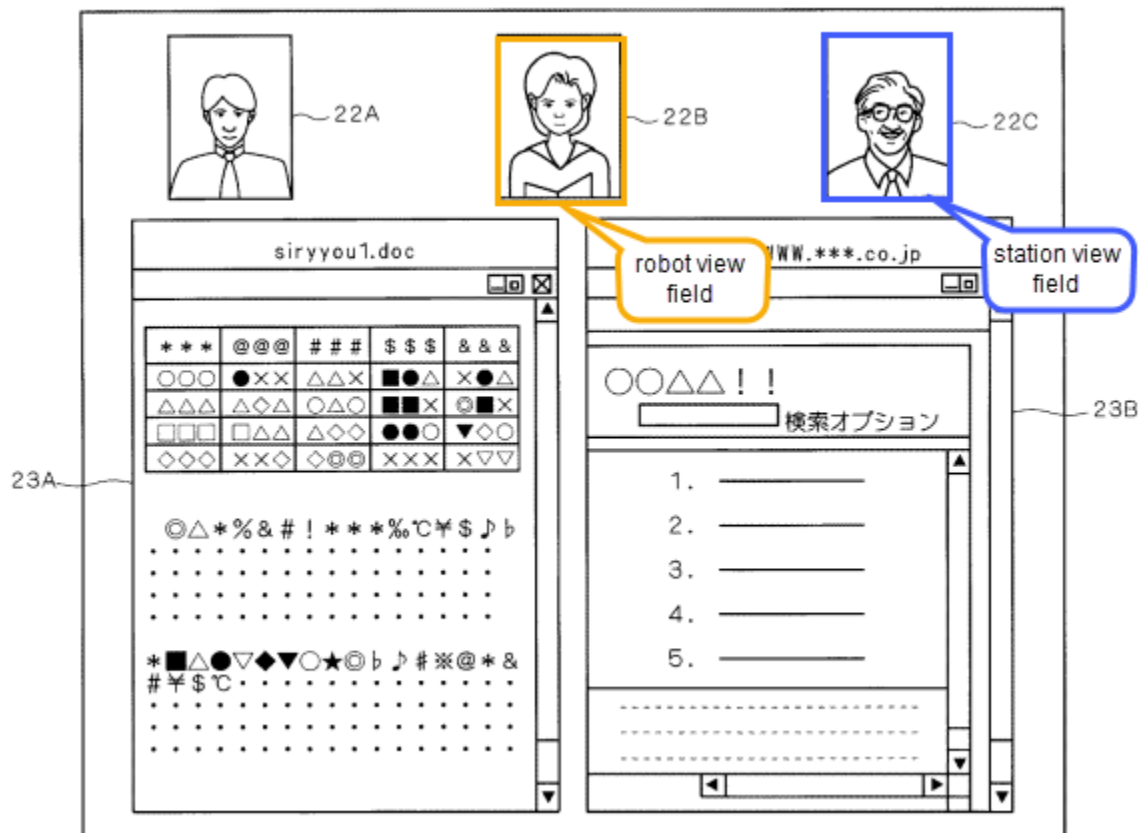 22A
22B
22C
siryyou1.doc
robot view
field
WW.***.co.jp
station view
field
*** @@@ ### $$$ &&&
○○○ ●×× △△× ■●△ ×●△
△△△ △◇△ ○△○ ■■× ◎■×
□□□ □△△ △◇◇ ●●○ ▼◇○
◇◇◇ ××◇ ◇◎◎ ××× ×▽▽
○○△△!!
検索オプション
23B
23A
1.
2.
3.
4.
5.
◎△*%&#!***‰℃¥$♪♭
*■△●▽◆▼○★◎♭♪#※@*&
#¥$℃